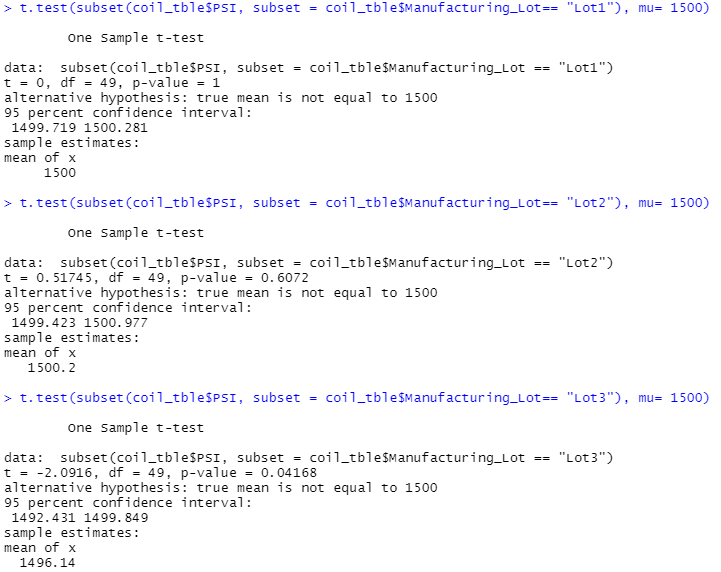 > t.test(subset(coil_tble$PSI, subset = coil_tble$Manufacturing_Lot== "Lot1"), mu= 1500)
One Sample t-test
data:  subset(coil_tble$PSI, subset = coil_tble$Manufacturing_Lot == "Lot1")
t = 0, df = 49, p-value = 1
alternative hypothesis: true mean is not equal to 1500
95 percent confidence interval:
1499.719 1500.281
sample estimates:
mean of x
1500
> t.test(subset(coil_tble$PSI, subset = coil_tble$Manufacturing_Lot== "Lot2"), mu= 1500)
One Sample t-test
data:  subset(coil_tble$PSI, subset = coil_tble$Manufacturing_Lot == "Lot2")
t = 0.51745, df = 49, p-value = 0.6072
alternative hypothesis: true mean is not equal to 1500
95 percent confidence interval:
1499.423 1500.977
sample estimates:
mean of x
1500.2
> t.test(subset(coil_tble$PSI, subset = coil_tble$Manufacturing_Lot== "Lot3"), mu= 1500)
One Sample t-test
data:  subset(coil_tble$PSI, subset = coil_tble$Manufacturing_Lot == "Lot3")
t = -2.0916, df = 49, p-value = 0.04168
alternative hypothesis: true mean is not equal to 1500
95 percent confidence interval:
1492.431 1499.849
sample estimates:
mean of x
1496.14